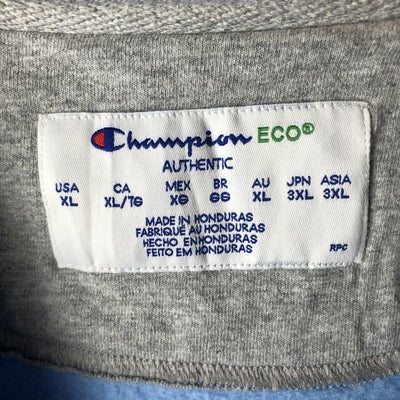 Champion ECO®
AUTHENTIC
USA CA MEX BR AU JPN ASIA
XL XL/TG XG GG XL 3XL 3XL
MADE IN HONDURAS
FABRIQUÉ AU HONDURAS
HECHO EN HONDURAS
FEITO EM HONDURAS
RPC